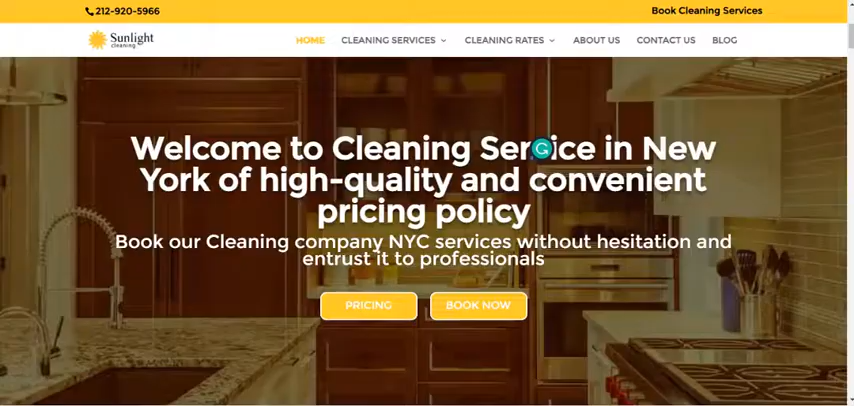 212-920-5966
Book Cleaning Services
Sunlight
cleaning
HOME
CLEANING SERVICES
CLEANING RATES
ABOUT US
CONTACT US
BLOG
Welcome to Cleaning Service in New
York of high-quality and convenient
pricing policy
Book our Cleaning company NYC services without hesitation and
entrust it to professionals
PRICING
BOOK NOW